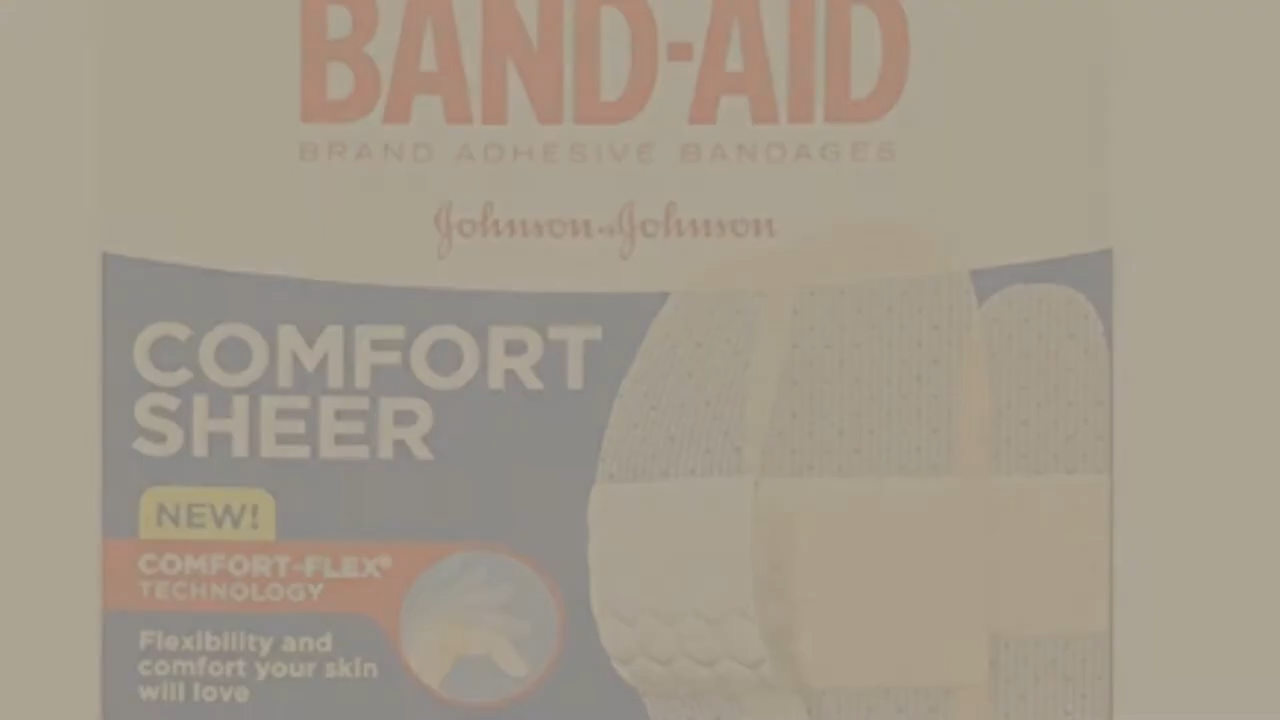 BAND-AID
BRAND ADHESIVE BANDAGES
Johnson & Johnson
COMFORT
SHEER
NEW!
COMFORT-FLEX®
TECHNOLOGY
Flexibility and
comfort your skin
will love